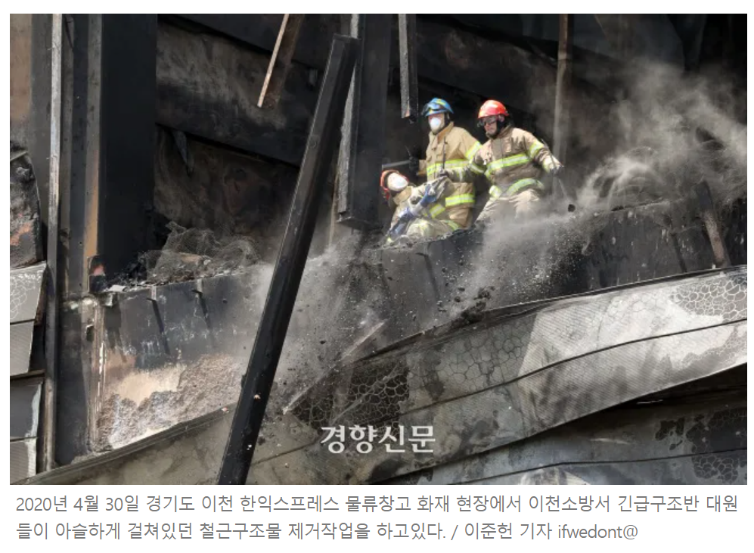 경향신문
2020년 4월 30일 경기도 이천 한익스프레스 물류창고 화재 현장에서 이천소방서 긴급구조반 대원
들이 아슬하게 걸쳐있던 철근구조물 제거작업을 하고있다. / 이준헌 기자 ifwedont@